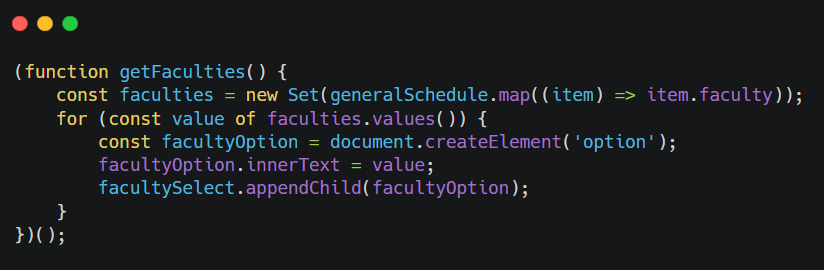 (function getFaculties() {
    const faculties = new Set(generalSchedule.map((item) => item.faculty));
    for (const value of faculties.values()) {
        const facultyOption = document.createElement('option');
        facultyOption.innerText = value;
        facultySelect.appendChild(facultyOption);
    }
})();